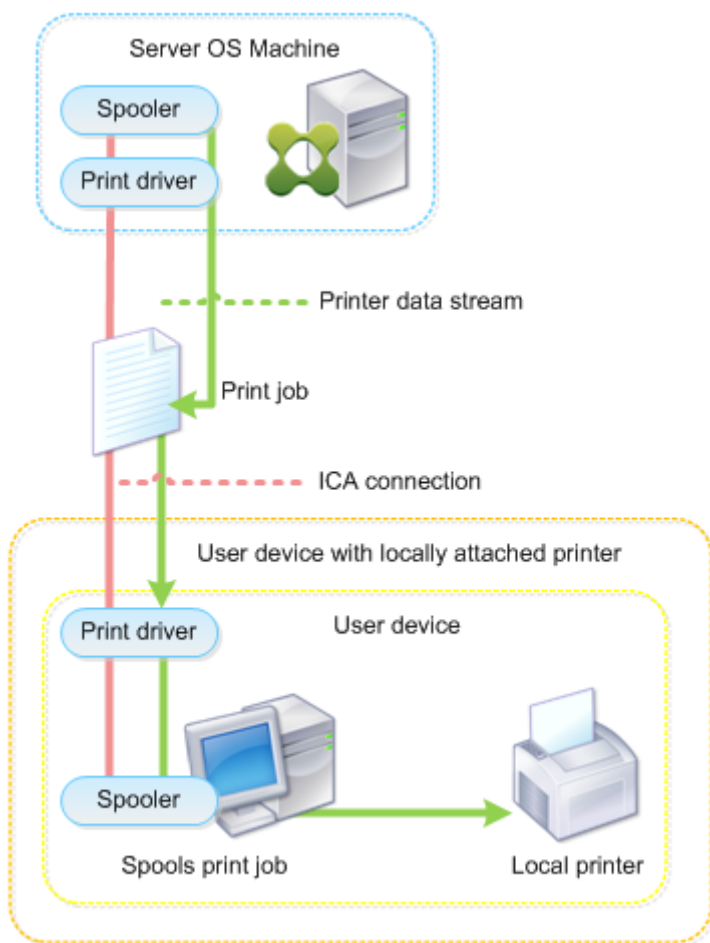 Server OS Machine
Spooler
Print driver
Printer data stream
Print job
ICA connection
User device with locally attached printer
Print driver
User device
Spooler
Spools print job
Local printer